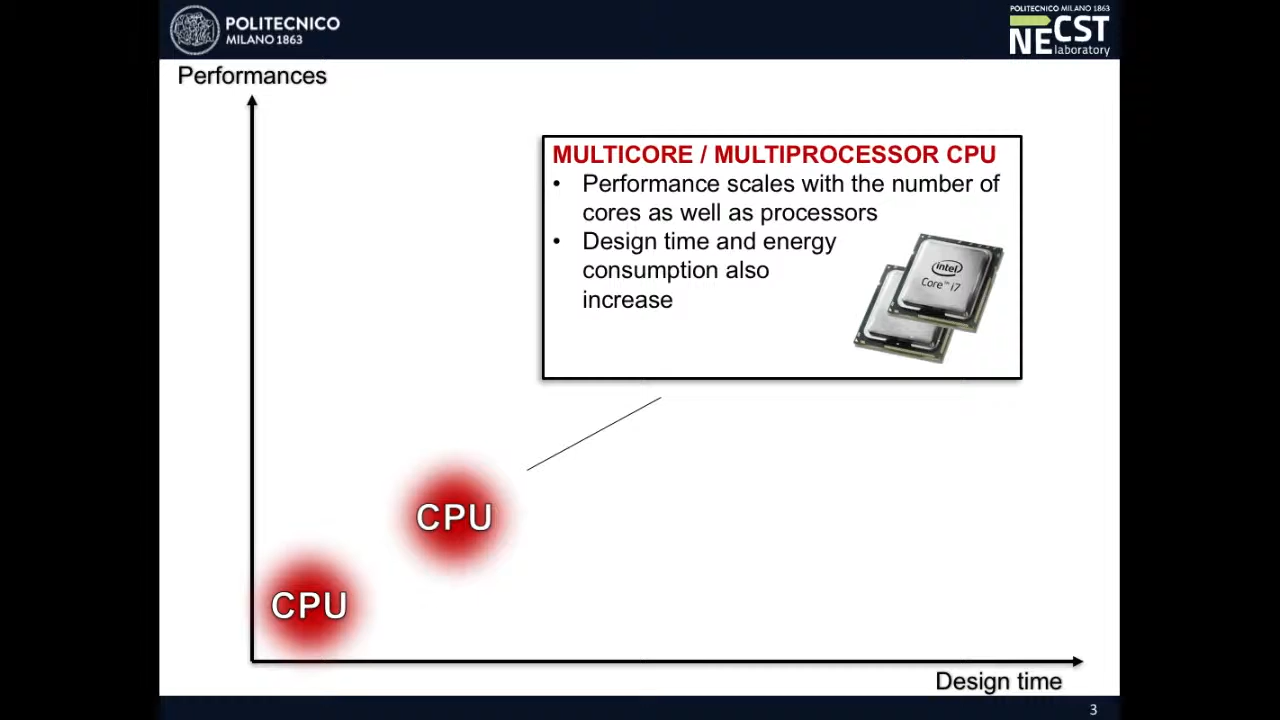 POLITECNICO
MILANO 1863
POLITECNICO MILANO 1863
NECST
laboratory
Performances
MULTICORE / MULTIPROCESSOR CPU
• Performance scales with the number of
cores as well as processors
• Design time and energy
consumption also
increase
intel
Core™ i7
CPU
CPU
Design time
3